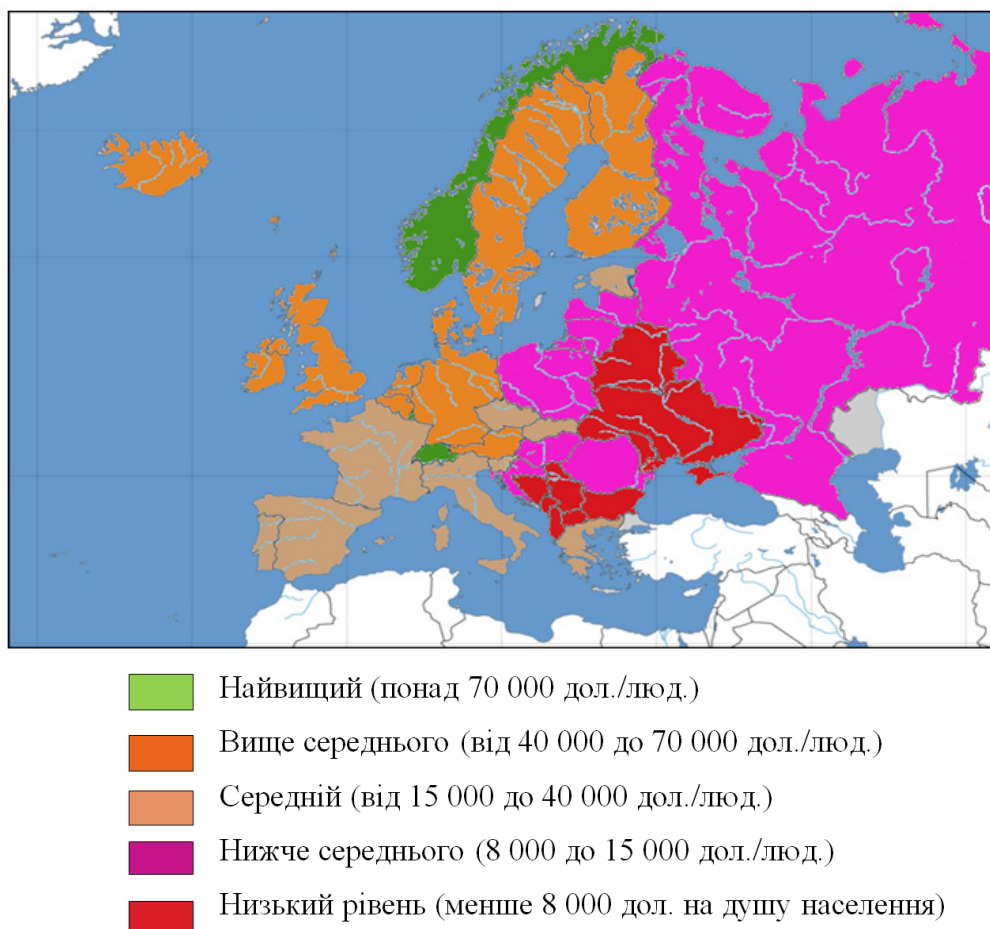 Найвищий (понад 70 000 дол./люд.)
Вище середнього (від 40 000 до 70 000 дол./люд.)
Середній (від 15 000 до 40 000 дол./люд.)
Нижче середнього (8 000 до 15 000 дол./люд.)
Низький рівень (менше 8 000 дол. на душу населення)